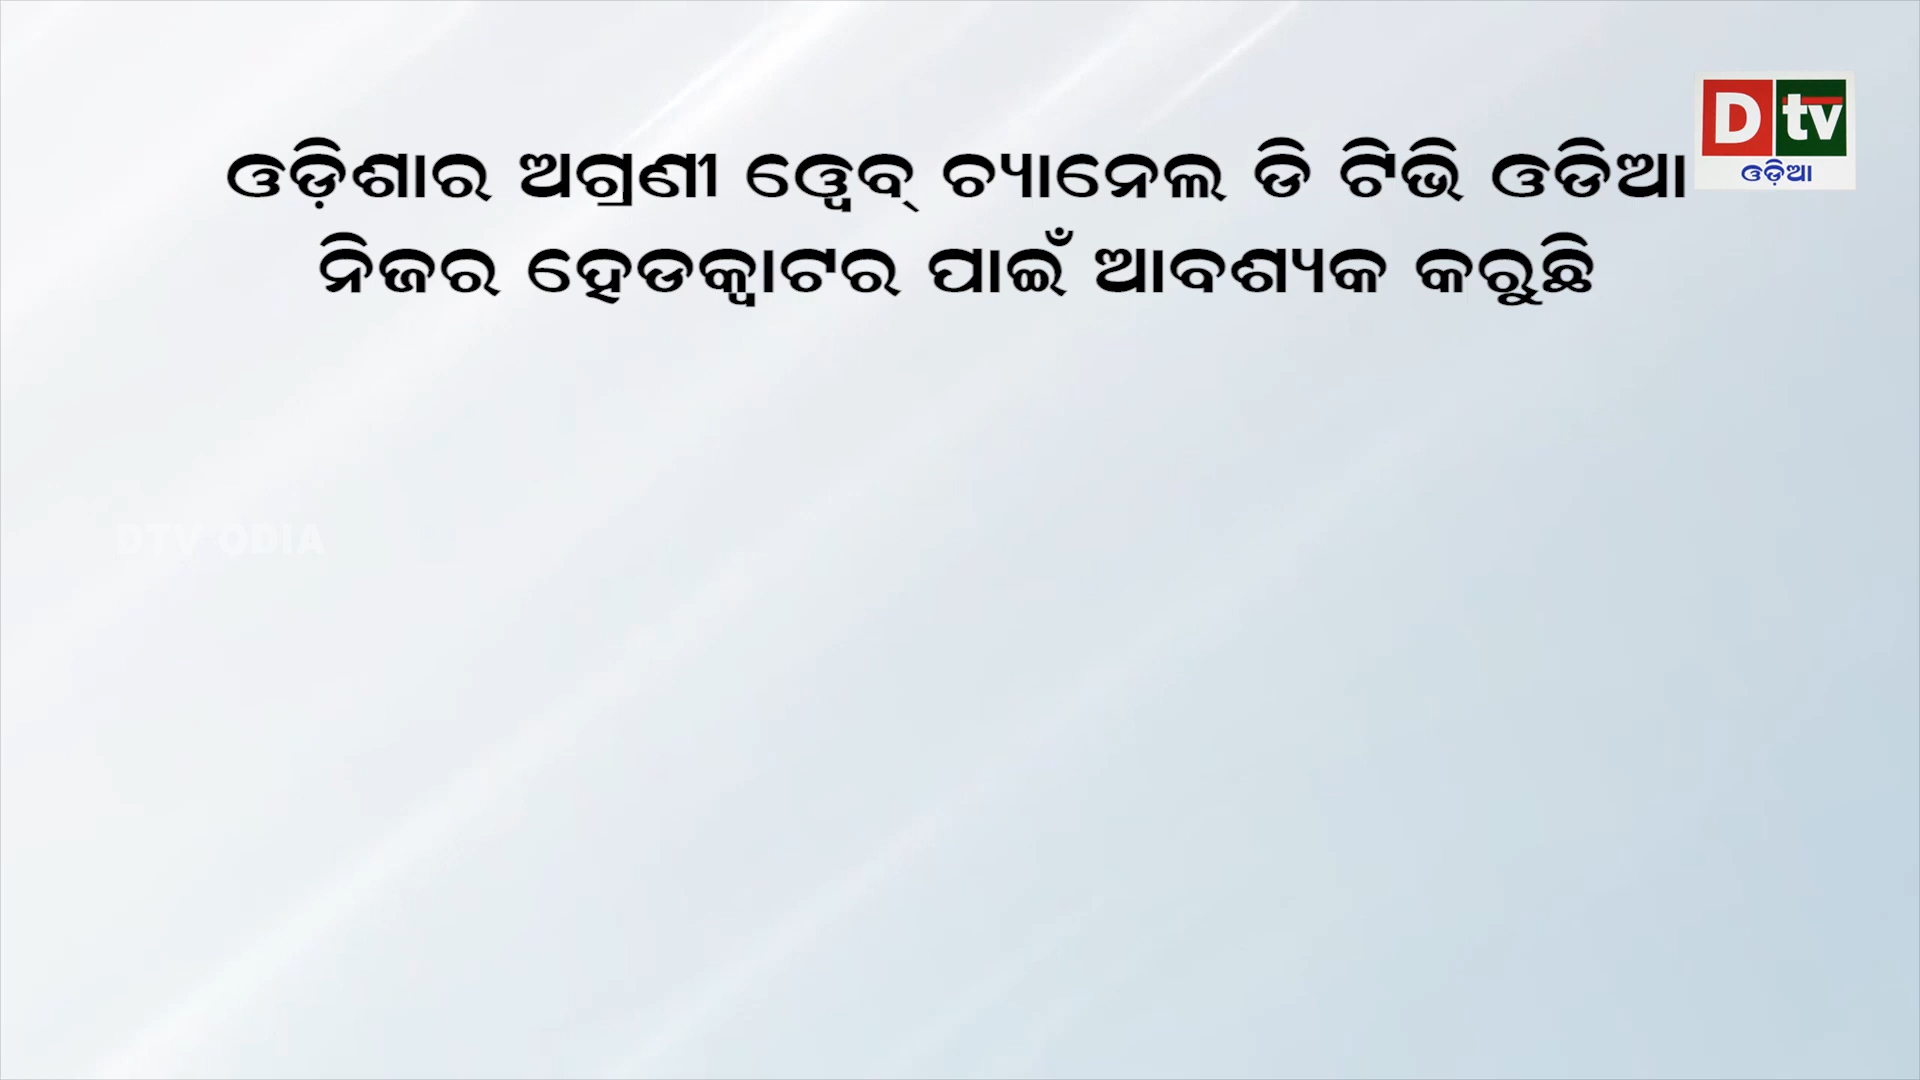 ଓଡ଼ିଶାର ଅଗ୍ରଣୀ ୱେବ୍ ଚ୍ୟାନେଲ ଡି ଟିଭି ଓଡିଆ
ନିଜର ହେଡକ୍ୱାଟର ପାଇଁ ଆବଶ୍ୟକ କରୁଛି
D tv
ଓଡ଼ିଆ
DTV ODIA